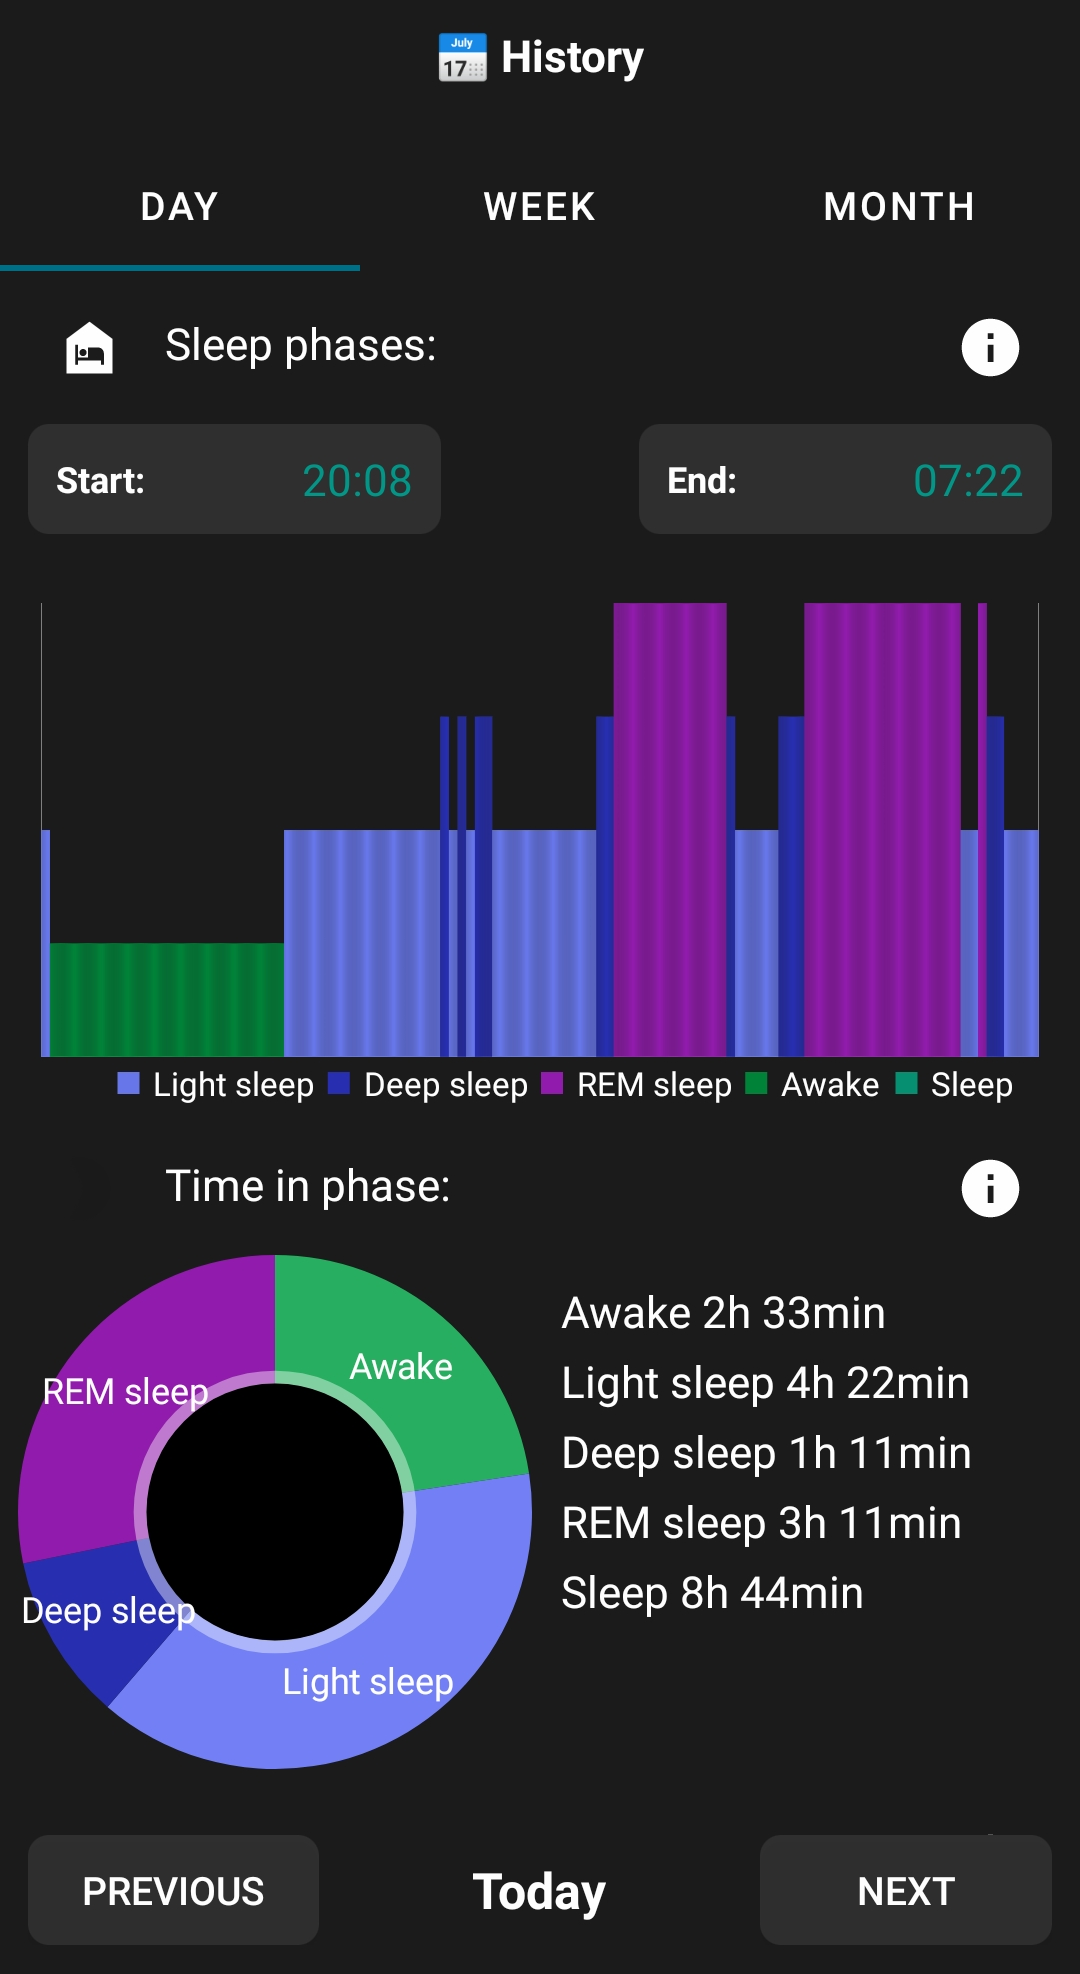 July
17
History
DAY WEEK MONTH
Sleep phases:
Start: 20:08 End: 07:22
Light sleep Deep sleep REM sleep Awake Sleep
Time in phase:
Awake
REM sleep
Deep sleep
Light sleep
Awake 2h 33min
Light sleep 4h 22min
Deep sleep 1h 11min
REM sleep 3h 11min
Sleep 8h 44min
PREVIOUS Today NEXT